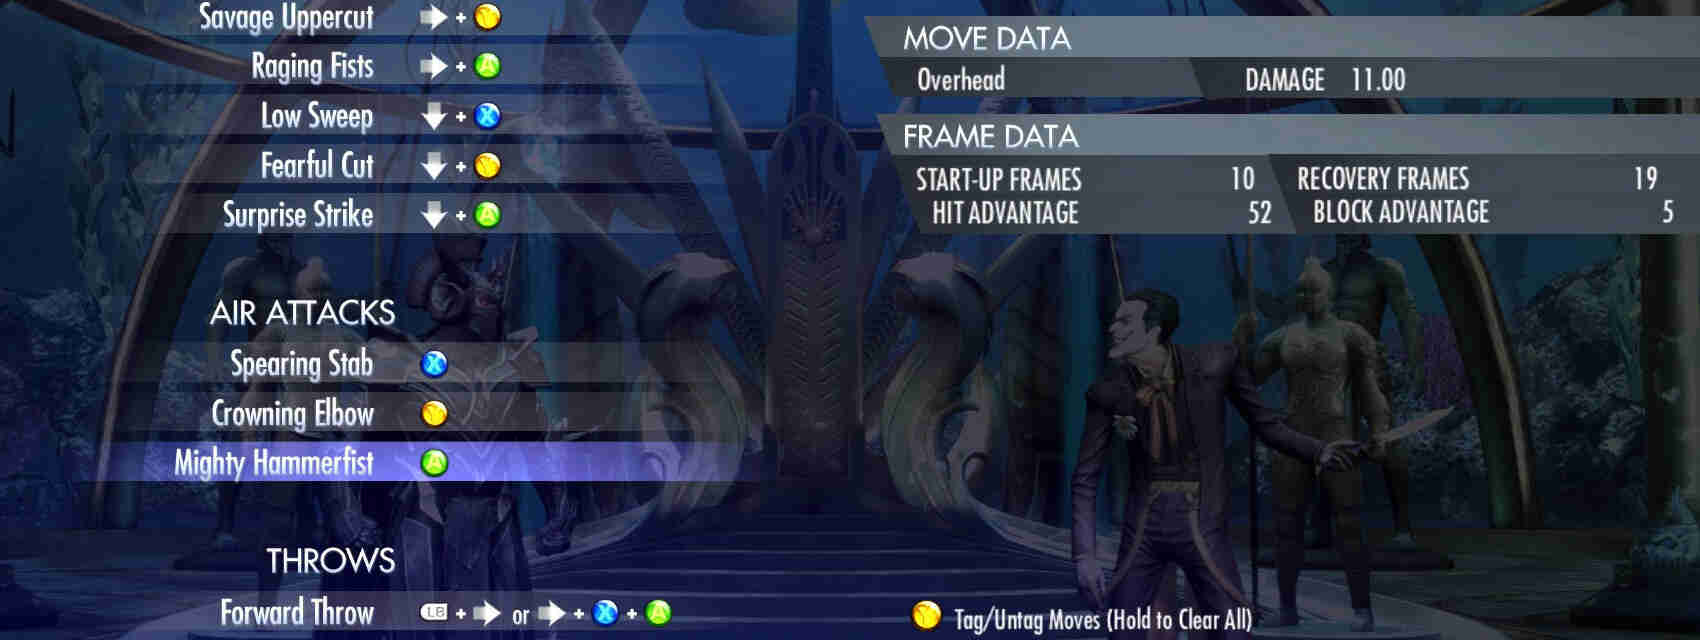 Savage Uppercut → + Y
Raging Fists → + A
Low Sweep ↓ + X
Fearful Cut ↓ + Y
Surprise Strike ↓ + A
AIR ATTACKS
Spearing Stab X
Crowning Elbow Y
Mighty Hammerfist A
THROWS
Forward Throw LB + → or → + X + A
MOVE DATA
Overhead DAMAGE 11.00
FRAME DATA
START-UP FRAMES 10 RECOVERY FRAMES 19
HIT ADVANTAGE 52 BLOCK ADVANTAGE 5
Y Tag/Untag Moves (Hold to Clear All)